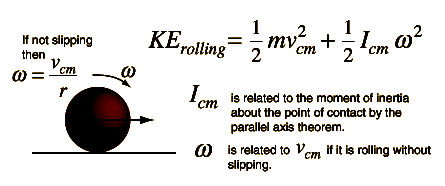 If not slipping
then
ω = v_cm / r
ω
KE_rolling = 1/2 mv²_cm + 1/2 I_cm ω²
I_cm is related to the moment of inertia
about the point of contact by the
parallel axis theorem.
ω is related to v_cm if it is rolling without
slipping.